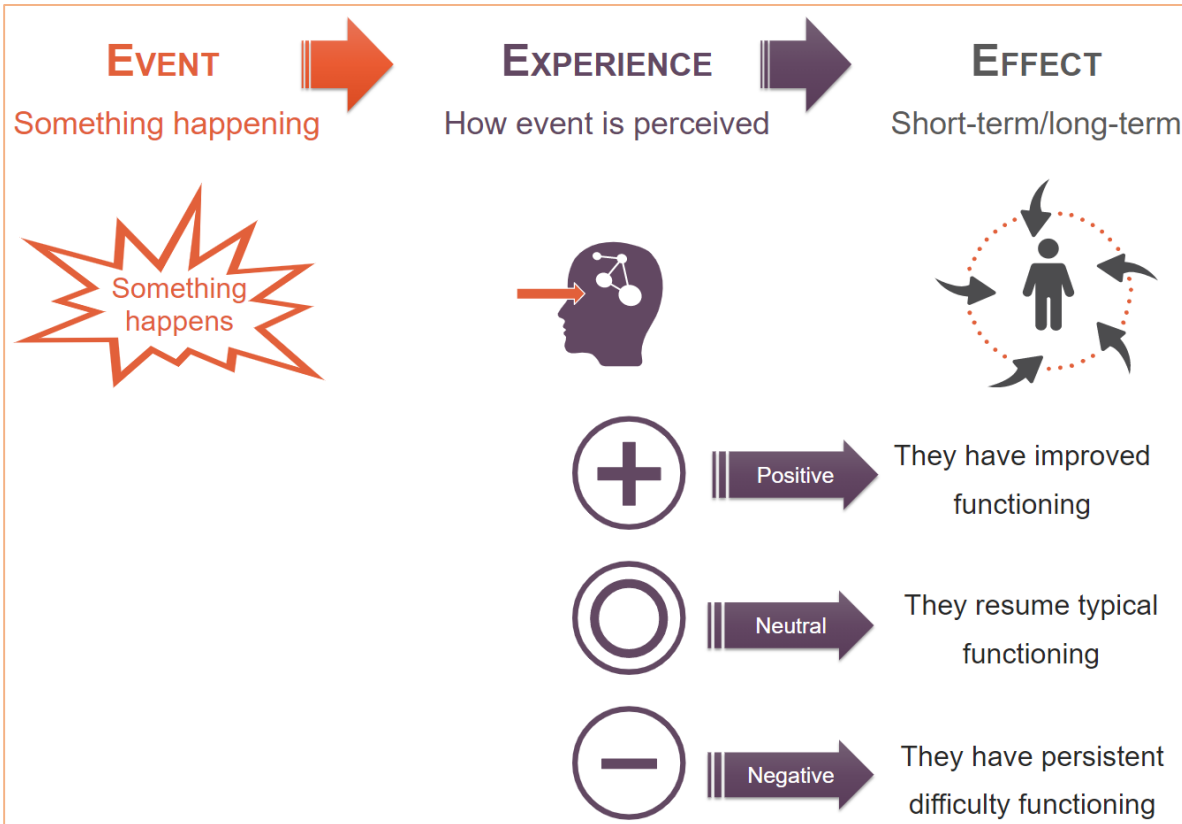 EVENT
EXPERIENCE
EFFECT
Something happening
How event is perceived
Short-term/long-term
Something
happens
Positive
They have improved
functioning
Neutral
They resume typical
functioning
Negative
They have persistent
difficulty functioning